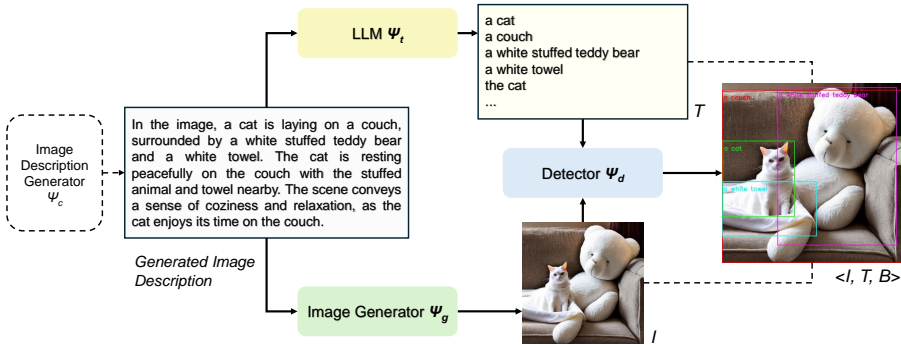 Image
Description
Generator
Ψc
In the image, a cat is laying on a couch,
surrounded by a white stuffed teddy bear
and a white towel. The cat is resting
peacefully on the couch with the stuffed
animal and towel nearby. The scene conveys
a sense of coziness and relaxation, as the
cat enjoys its time on the couch.
Generated Image
Description
LLM Ψt
Image Generator Ψg
a cat
a couch
a white stuffed teddy bear
a white towel
the cat
...
T
Detector Ψd
I
a couch
a white stuffed teddy bear
a cat
a white towel
<I, T, B>